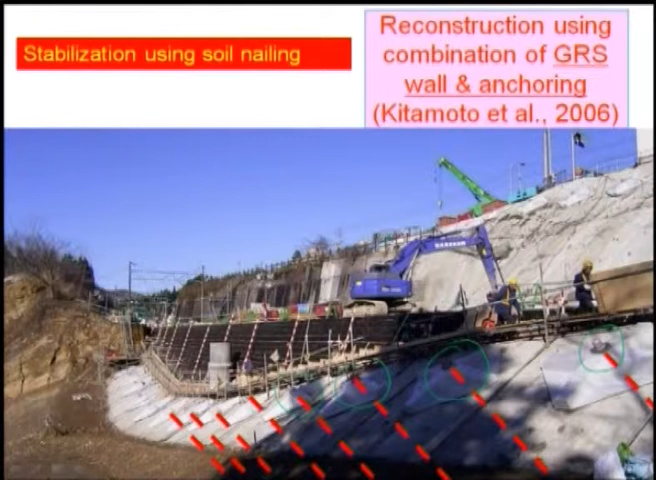 Stabilization using soil nailing
Reconstruction using
combination of GRS
wall & anchoring
(Kitamoto et al., 2006)